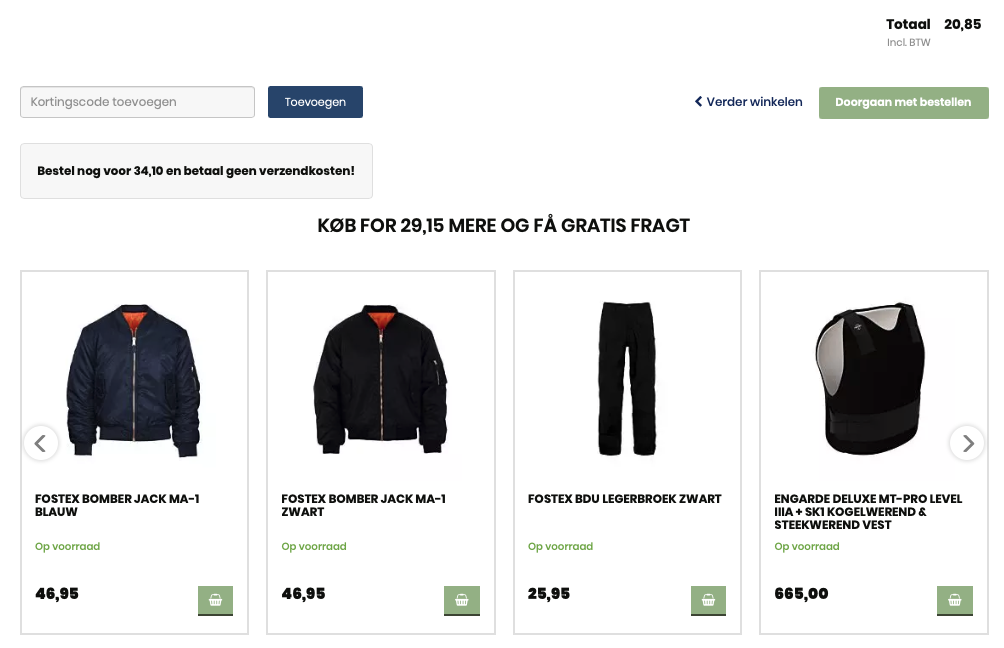 Totaal 20,85
Incl. BTW
Kortingscode toevoegen
Toevoegen
Verder winkelen
Doorgaan met bestellen
Bestel nog voor 34,10 en betaal geen verzendkosten!
KØB FOR 29,15 MERE OG FÅ GRATIS FRAGT
FOSTEX BOMBER JACK MA-1
BLAUW
Op voorraad
46,95
FOSTEX BOMBER JACK MA-1
ZWART
Op voorraad
46,95
FOSTEX BDU LEGERBROEK ZWART
Op voorraad
25,95
ENGARDE DELUXE MT-PRO LEVEL
IIIA + SK1 KOGELWEREND &
STEEKWEREND VEST
Op voorraad
665,00